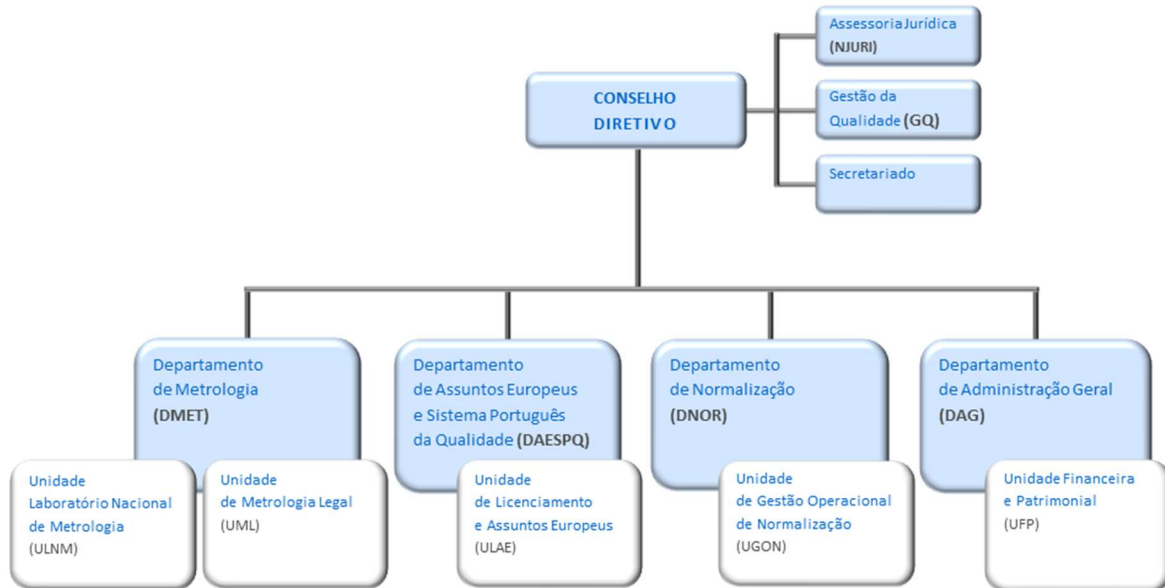 Assessoria Jurídica
(NJURI)
CONSELHO
DIRETIVO
Gestão da
Qualidade (GQ)
Secretariado
Departamento
de Metrologia
(DMET)
Departamento
de Assuntos Europeus
e Sistema Português
da Qualidade (DAESPQ)
Departamento
de Normalização
(DNOR)
Departamento
de Administração Geral
(DAG)
Unidade
Laboratório Nacional
de Metrologia
(ULNM)
Unidade
de Metrologia Legal
(UML)
Unidade
de Licenciamento
e Assuntos Europeus
(ULAE)
Unidade
de Gestão Operacional
de Normalização
(UGON)
Unidade Financeira
e Patrimonial
(UFP)